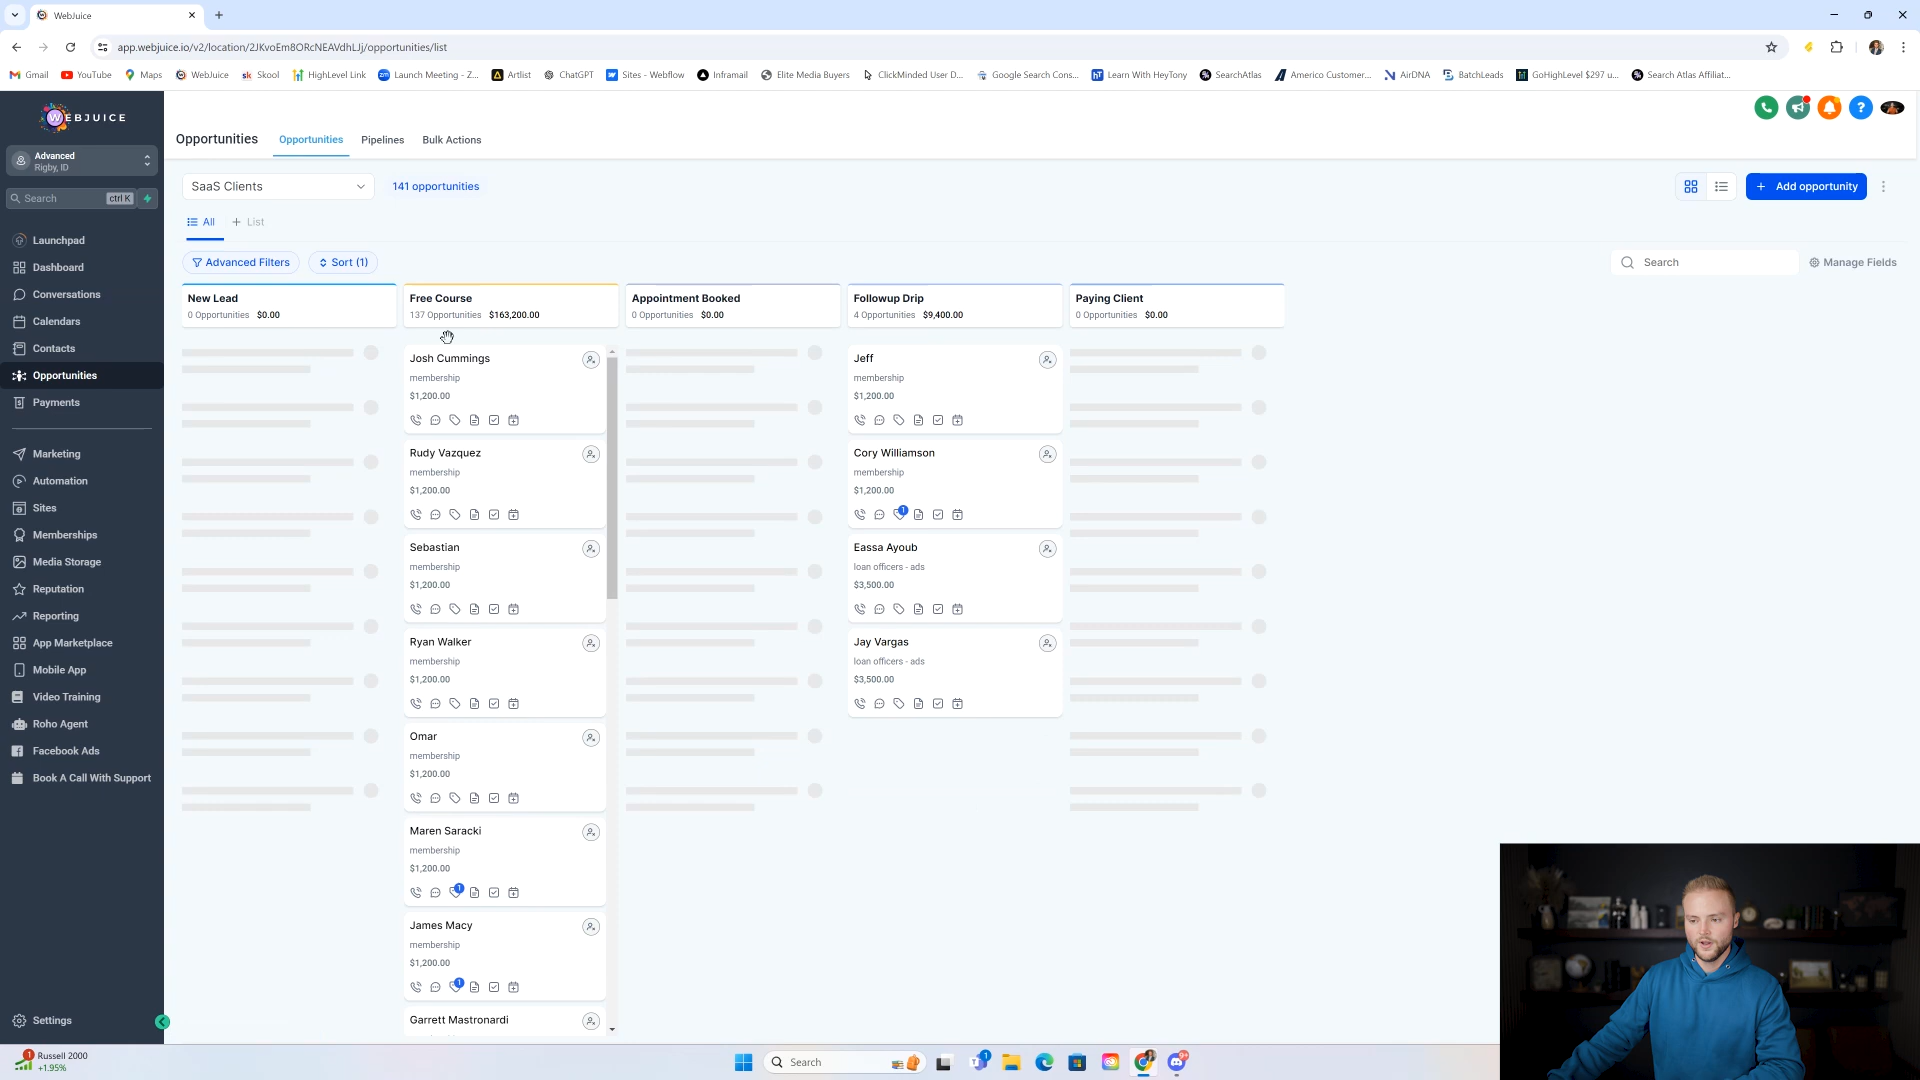 WebJuice
app.webjuice.io/v2/location/2JKvoEm8ORcNEAVdhLJj/opportunities/list
Gmail YouTube Maps WebJuice Skool HighLevel Link Launch Meeting - Z... Artlist ChatGPT Sites - Webflow Inframail Elite Media Buyers ClickMinded User D... Google Search Cons... Learn With HeyTony SearchAtlas Americo Customer... AirDNA BatchLeads GoHighLevel $297 u... Search Atlas Affiliat...
WEBJUICE
Advanced
Rigby, ID
Search ctrl K
Launchpad
Dashboard
Conversations
Calendars
Contacts
Opportunities
Payments
Marketing
Automation
Sites
Memberships
Media Storage
Reputation
Reporting
App Marketplace
Mobile App
Video Training
Roho Agent
Facebook Ads
Book A Call With Support
Settings
Opportunities Opportunities Pipelines Bulk Actions
SaaS Clients 141 opportunities + Add opportunity
All + List
Advanced Filters Sort (1) Search Manage Fields
New Lead
0 Opportunities $0.00
Free Course
137 Opportunities $163,200.00
Josh Cummings
membership
$1,200.00
Rudy Vazquez
membership
$1,200.00
Sebastian
membership
$1,200.00
Ryan Walker
membership
$1,200.00
Omar
membership
$1,200.00
Maren Saracki
membership
$1,200.00
1
James Macy
membership
$1,200.00
1
Garrett Mastronardi
Appointment Booked
0 Opportunities $0.00
Followup Drip
4 Opportunities $9,400.00
Jeff
membership
$1,200.00
Cory Williamson
membership
$1,200.00
1
Eassa Ayoub
loan officers - ads
$3,500.00
Jay Vargas
loan officers - ads
$3,500.00
Paying Client
0 Opportunities $0.00
1 Russell 2000
+1.95%
Search
1
9+